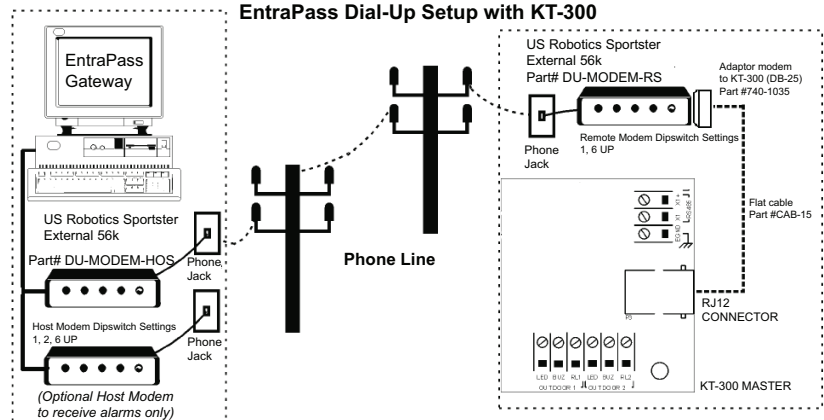 EntraPass Dial-Up Setup with KT-300
EntraPass
Gateway
US Robotics Sportster
External 56k
Part# DU-MODEM-HOS
Phone
Jack
Host Modem Dipswitch Settings
1, 2, 6 UP
Phone
Jack
(Optional Host Modem
to receive alarms only)
Phone Line
US Robotics Sportster
External 56k
Part# DU-MODEM-RS
Adaptor modem
to KT-300 (DB-25)
Part #740-1035
Phone
Jack
Remote Modem Dipswitch Settings
1, 6 UP
Flat cable
Part #CAB-15
X1 +
X1
RS485
EGND
RJ12
CONNECTOR
LED BUZ RL1 LED BUZ RL2
OUT DOOR 1 OUT DOOR 2
KT-300 MASTER